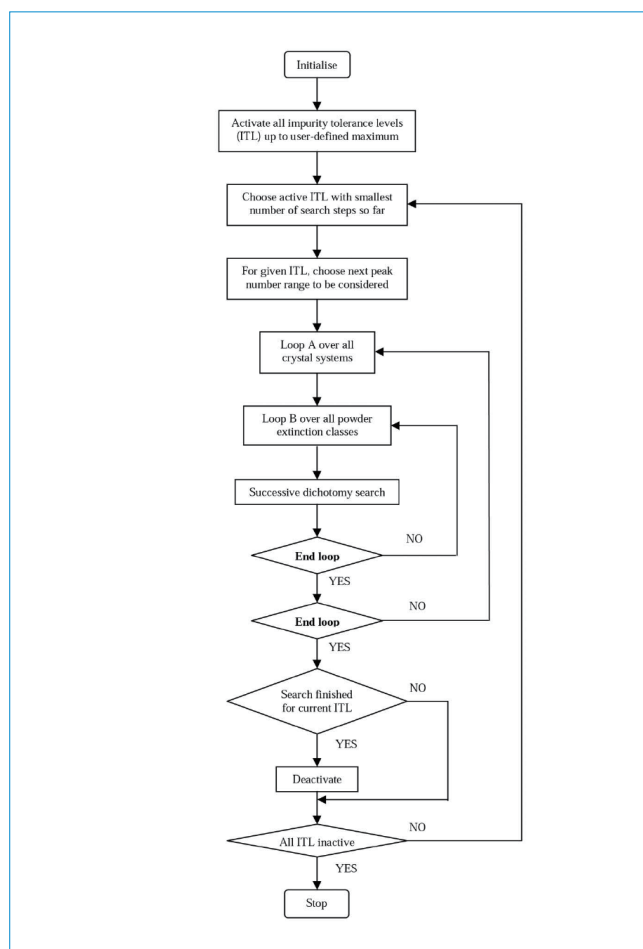 Initialise
Activate all impurity tolerance levels
(ITL) up to user-defined maximum
Choose active ITL with smallest
number of search steps so far
For given ITL, choose next peak
number range to be considered
Loop A over all
crystal systems
Loop B over all powder
extinction classes
Successive dichotomy search
NO
End loop
YES
NO
End loop
YES
NO
Search finished
for current ITL
YES
Deactivate
NO
All ITL inactive
YES
Stop